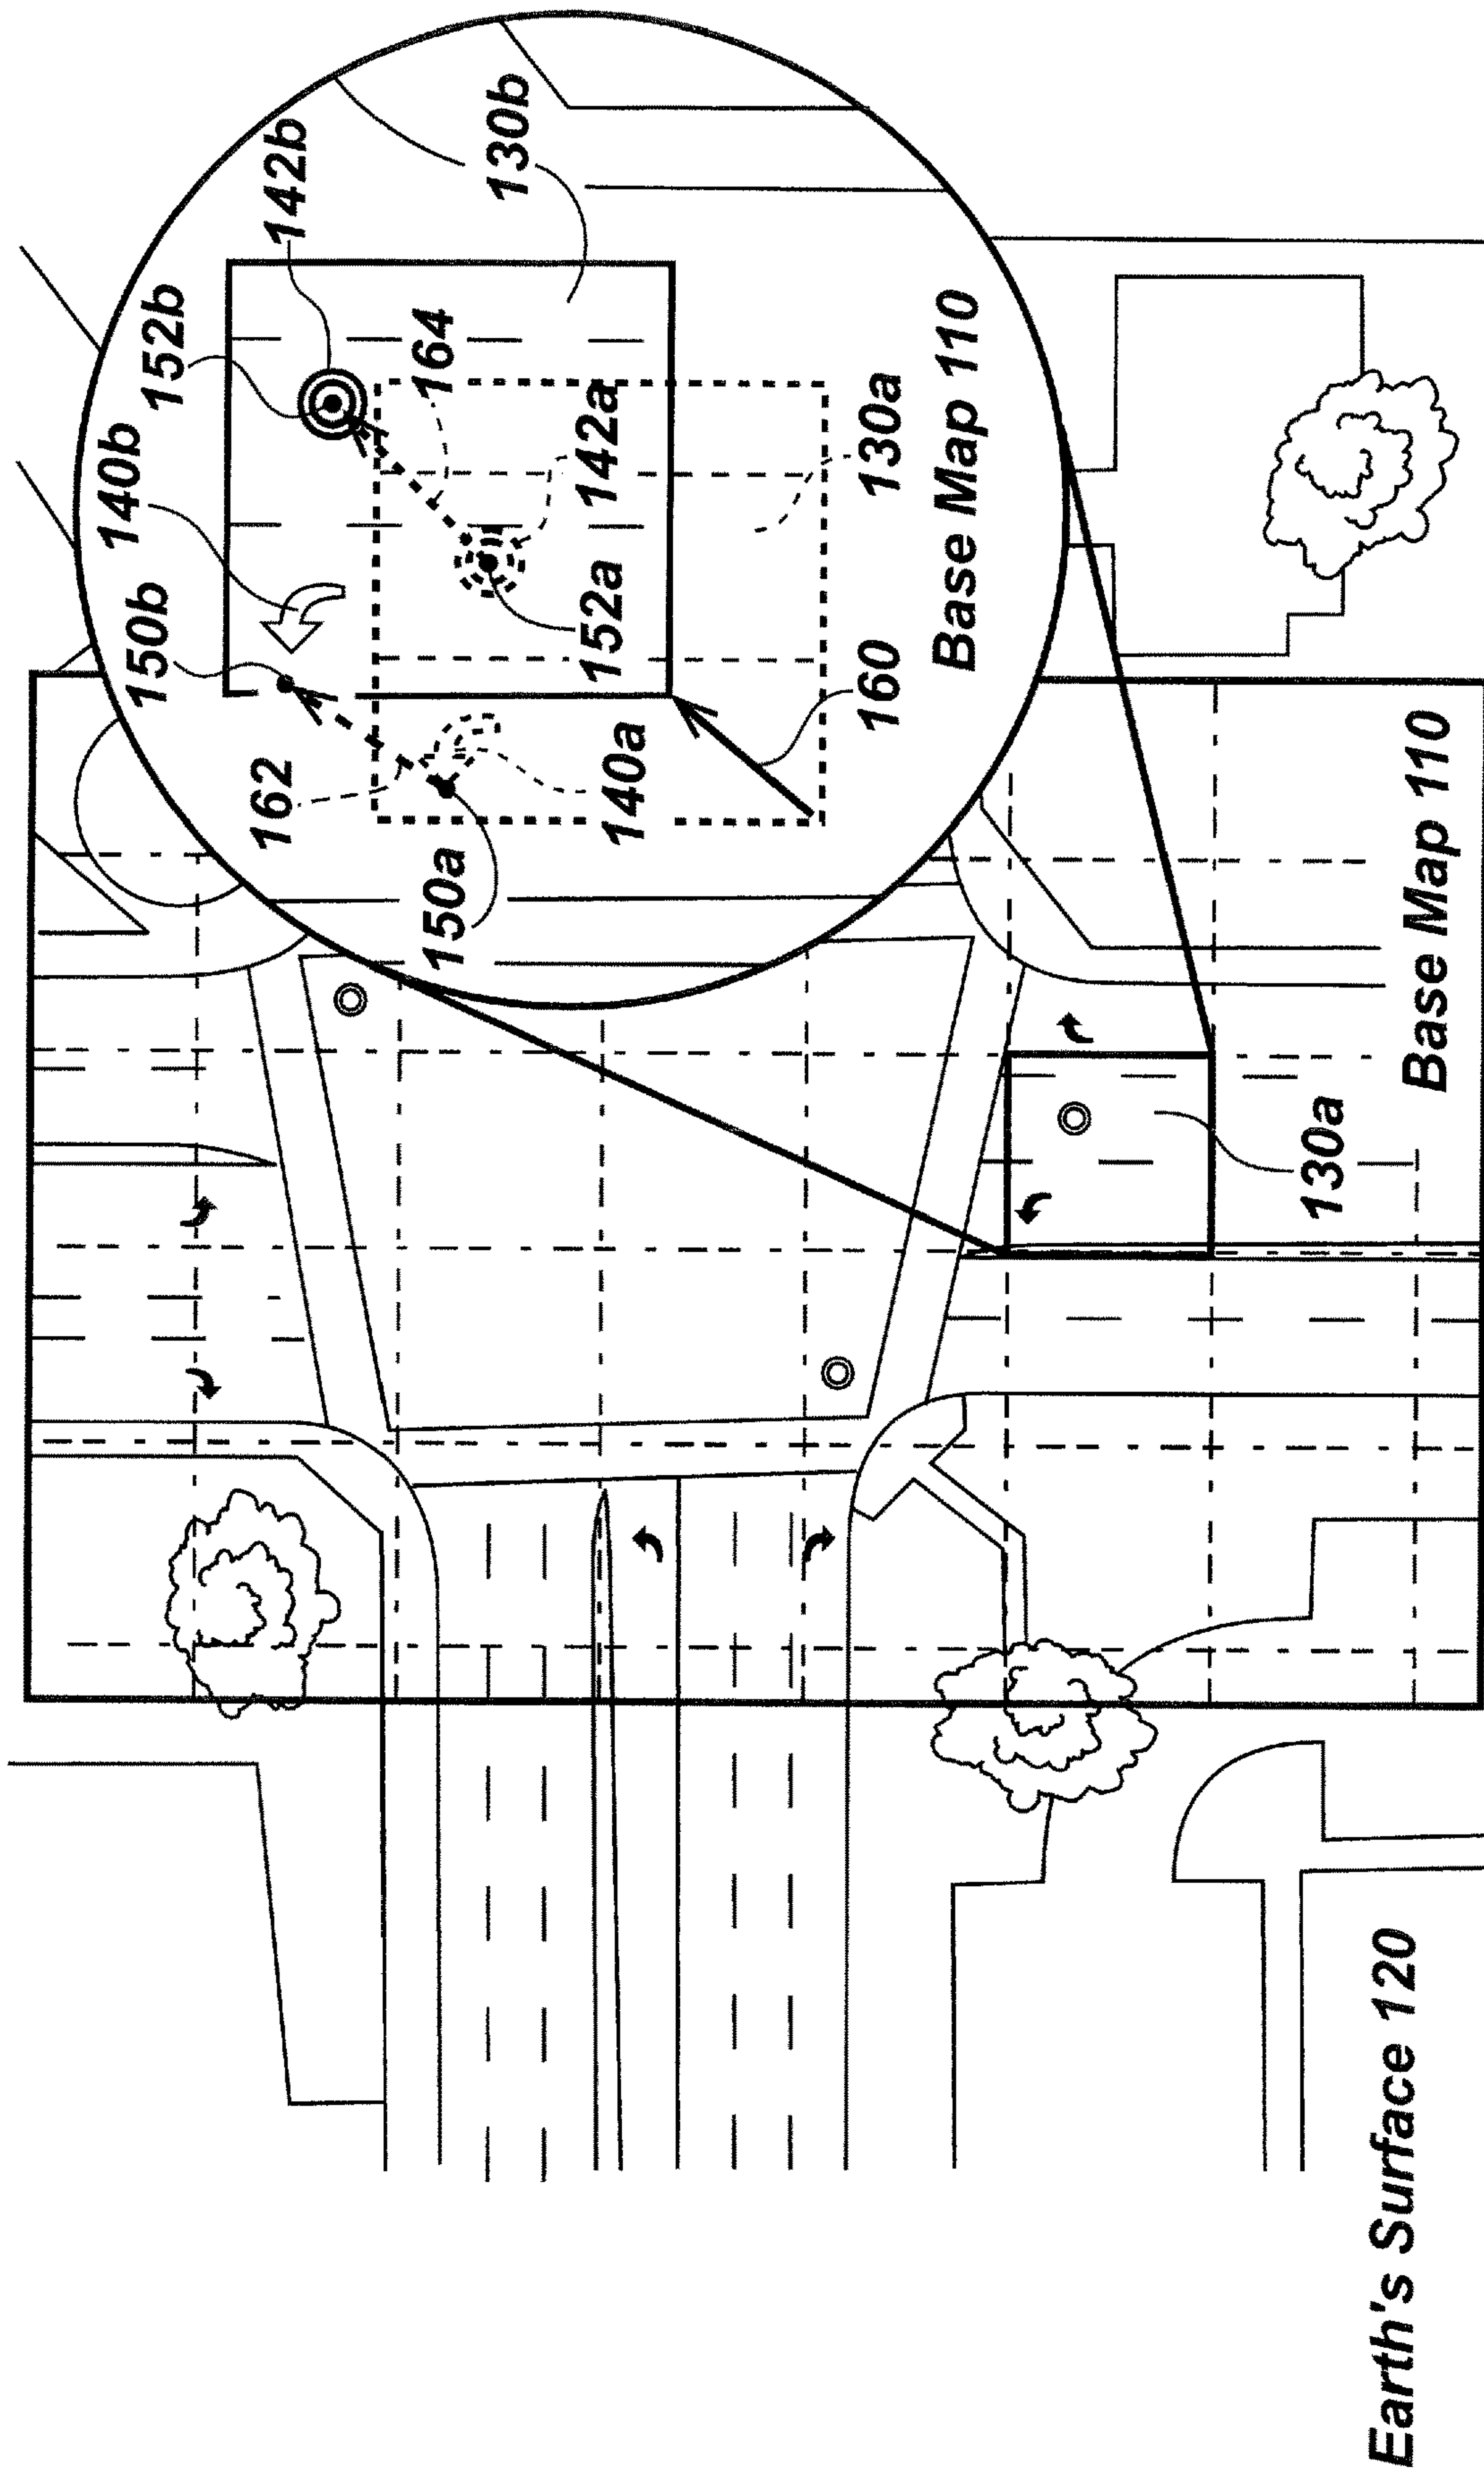 140b
150b
152b
162
142b
150a
164
130b
140a
152a
142a
160
130a
Base Map 110
130a
Base Map 110
Earth's Surface 120